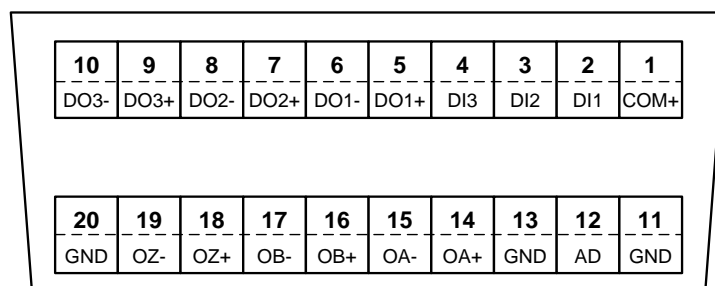 10 9 8 7 6 5 4 3 2 1
DO3- DO3+ DO2- DO2+ DO1- DO1+ DI3 DI2 DI1 COM+
20 19 18 17 16 15 14 13 12 11
GND OZ- OZ+ OB- OB+ OA- OA+ GND AD GND